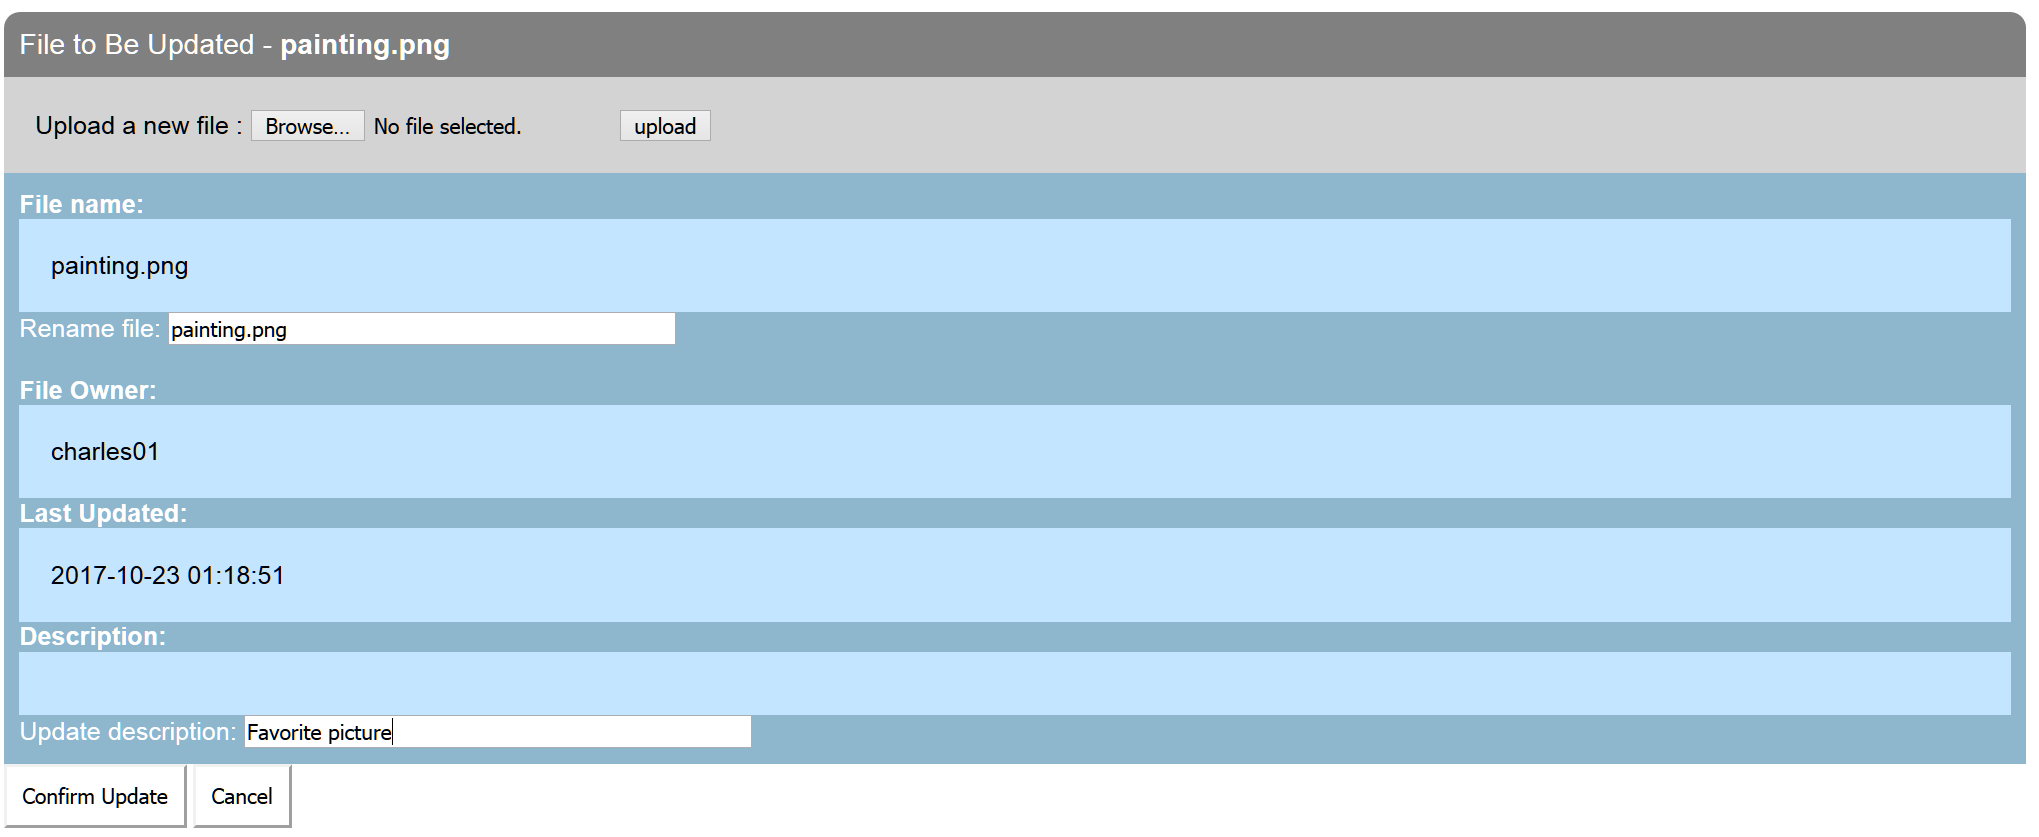 File to Be Updated - painting.png
Upload a new file : Browse... No file selected. upload
File name:
painting.png
Rename file: painting.png
File Owner:
charles01
Last Updated:
2017-10-23 01:18:51
Description:
Update description: Favorite picture
Confirm Update Cancel